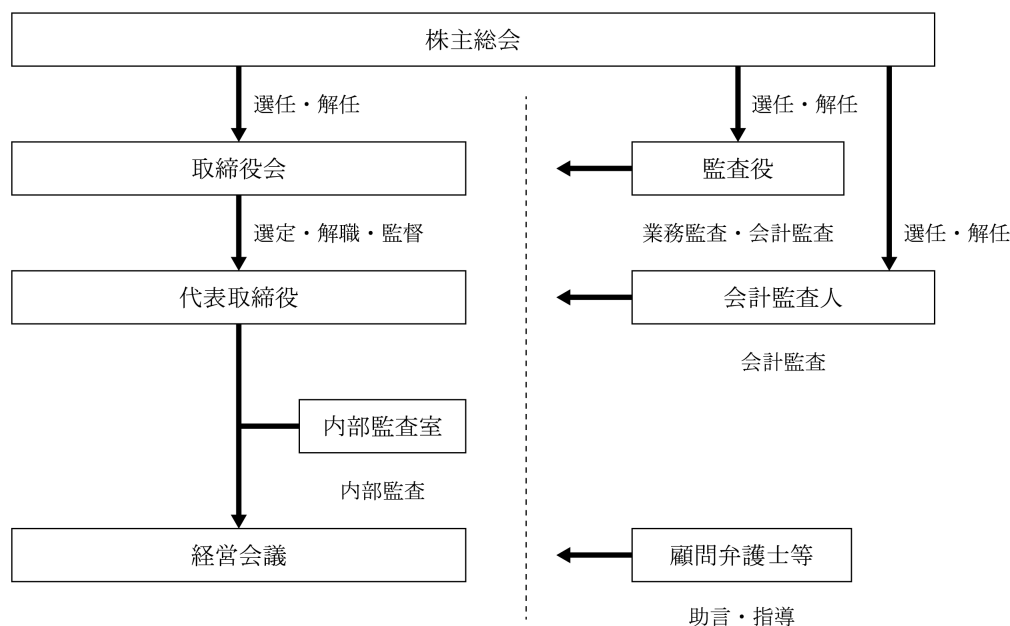 株主総会
選任・解任
選任・解任
取締役会
監査役
選定・解職・監督
業務監査・会計監査
選任・解任
代表取締役
会計監査人
会計監査
内部監査室
内部監査
経営会議
顧問弁護士等
助言・指導